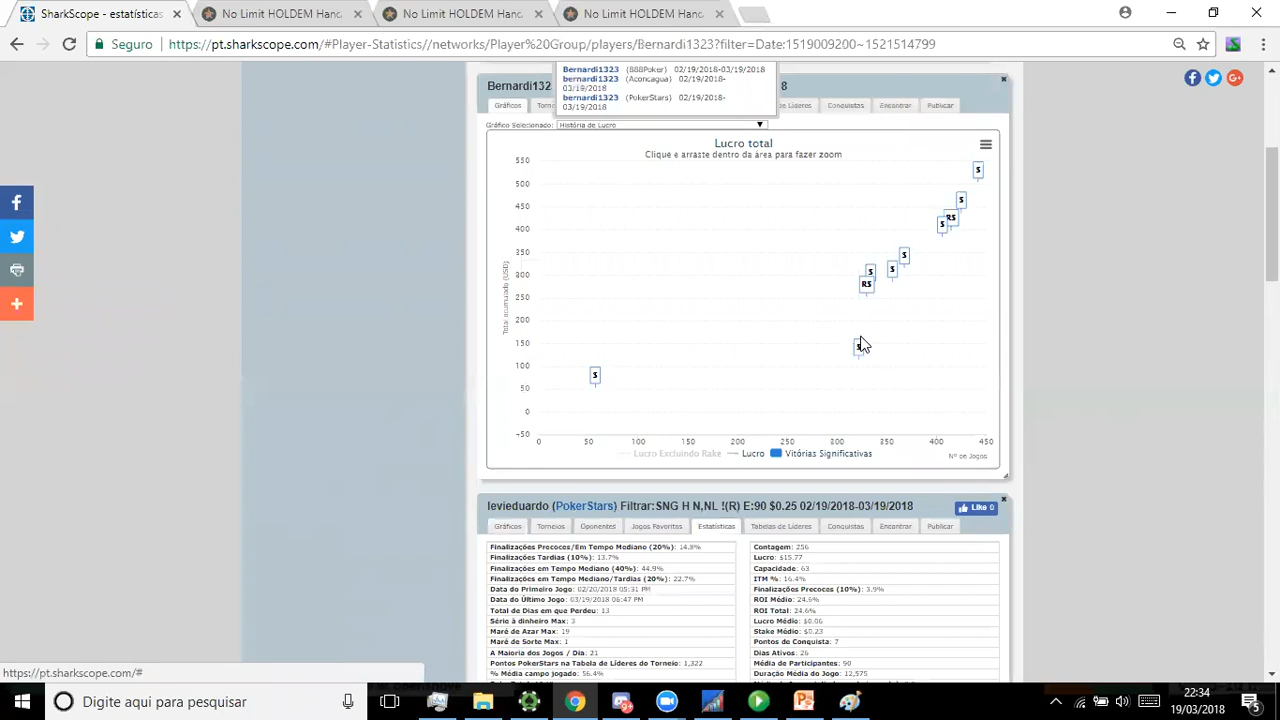 SharkScope - estatísticas
No Limit HOLDEM Hand
No Limit HOLDEM Hand
No Limit HOLDEM Hand
Seguro
https://pt.sharkscope.com/#Player-Statistics//networks/Player%20Group/players/Bernardi1323?filter=Date:1519009200~1521514799
Bernardi1323 (888Poker) 02/19/2018-03/19/2018
bernardi1323 (Aconcagua) 02/19/2018-
03/19/2018
bernardi1323 (PokerStars) 02/19/2018-
03/19/2018
Bernardi132 8
Gráficos Torneio de Líderes Conquistas Encontrar Publicar
Gráfico Selecionado: História de Lucro
Lucro total
Clique e arraste dentro da área para fazer zoom
Total acumulado (USD)
550
500
450
400
350
300
250
200
150
100
50
0
-50
$
$
R$
$
$
$
$
R$
$
$
0 50 100 150 200 250 300 350 400 450
Lucro Excluindo Rake Lucro Vitórias Significativas
Nº de Jogos
levieduardo (PokerStars) Filtrar:SNG H N,NL !(R) E:90 $0.25 02/19/2018-03/19/2018
Like 0
Gráficos Torneios Oponentes Jogos Favoritos Estatísticas Tabelas de Líderes Conquistas Encontrar Publicar
Finalizações Precoces/Em Tempo Mediano (20%): 14.8%
Finalizações Tardias (10%): 13.7%
Finalizações em Tempo Mediano (40%): 44.9%
Finalizações em Tempo Mediano/Tardias (20%): 22.7%
Data do Primeiro Jogo: 02/20/2018 05:31 PM
Data do Último Jogo: 03/19/2018 06:47 PM
Total de Dias em que Perdeu: 13
Série à dinheiro Max: 3
Maré de Azar Max: 19
Maré de Sorte Max: 1
A Maioria dos Jogos / Dia: 21
Pontos PokerStars na Tabela de Líderes do Torneio: 1,322
% Média campo jogado: 56.4%
Contagem: 256
Lucro: $15.77
Capacidade: 63
ITM %: 16.4%
Finalizações Precoces (10%): 3.9%
ROI Médio: 24.6%
ROI Total: 24.6%
Lucro Médio: $0.06
Stake Médio: $0.23
Pontos de Conquista: 7
Dias Ativos: 26
Média de Participantes: 90
Duração Média do Jogo: 12,575
https://pt.sharkscope.com/#
Digite aqui para pesquisar
22:34
19/03/2018
5